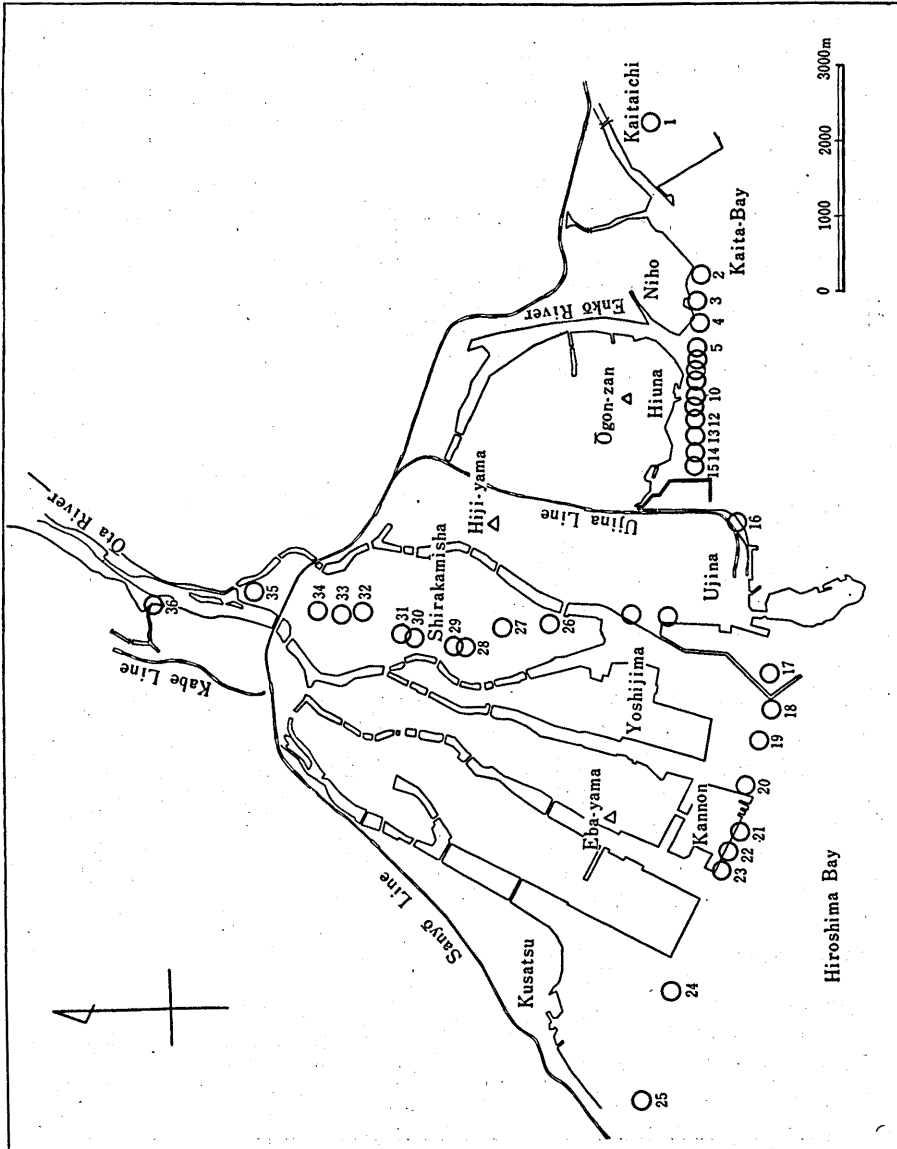 Ōta River
36
35
Kabe Line
34
33
32
31
30
Shirakamisha
29
28
27
26
Hiji-yama
Ujina Line
Enkō River
Kaitaichi
1
Niho
Kaita-Bay
2
3
4
5
10
12
13
14
15
Ōgon-zan
Hiuna
16
Ujina
17
18
19
20
21
22
23
Yoshijima
Eba-yama
Kannon
Sanyō Line
Kusatsu
24
25
Hiroshima Bay
0 1000 2000 3000m